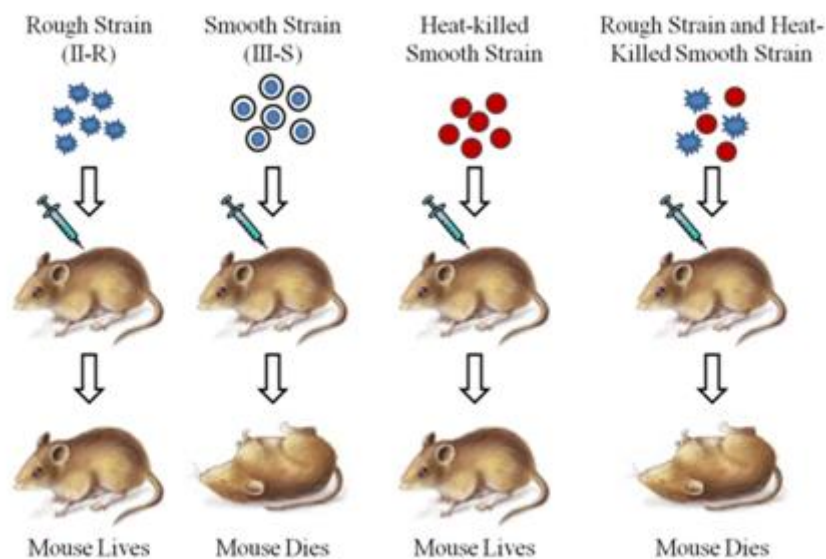 Rough Strain
(II-R)
Smooth Strain
(III-S)
Heat-killed
Smooth Strain
Rough Strain and Heat-
Killed Smooth Strain
Mouse Lives
Mouse Dies
Mouse Lives
Mouse Dies